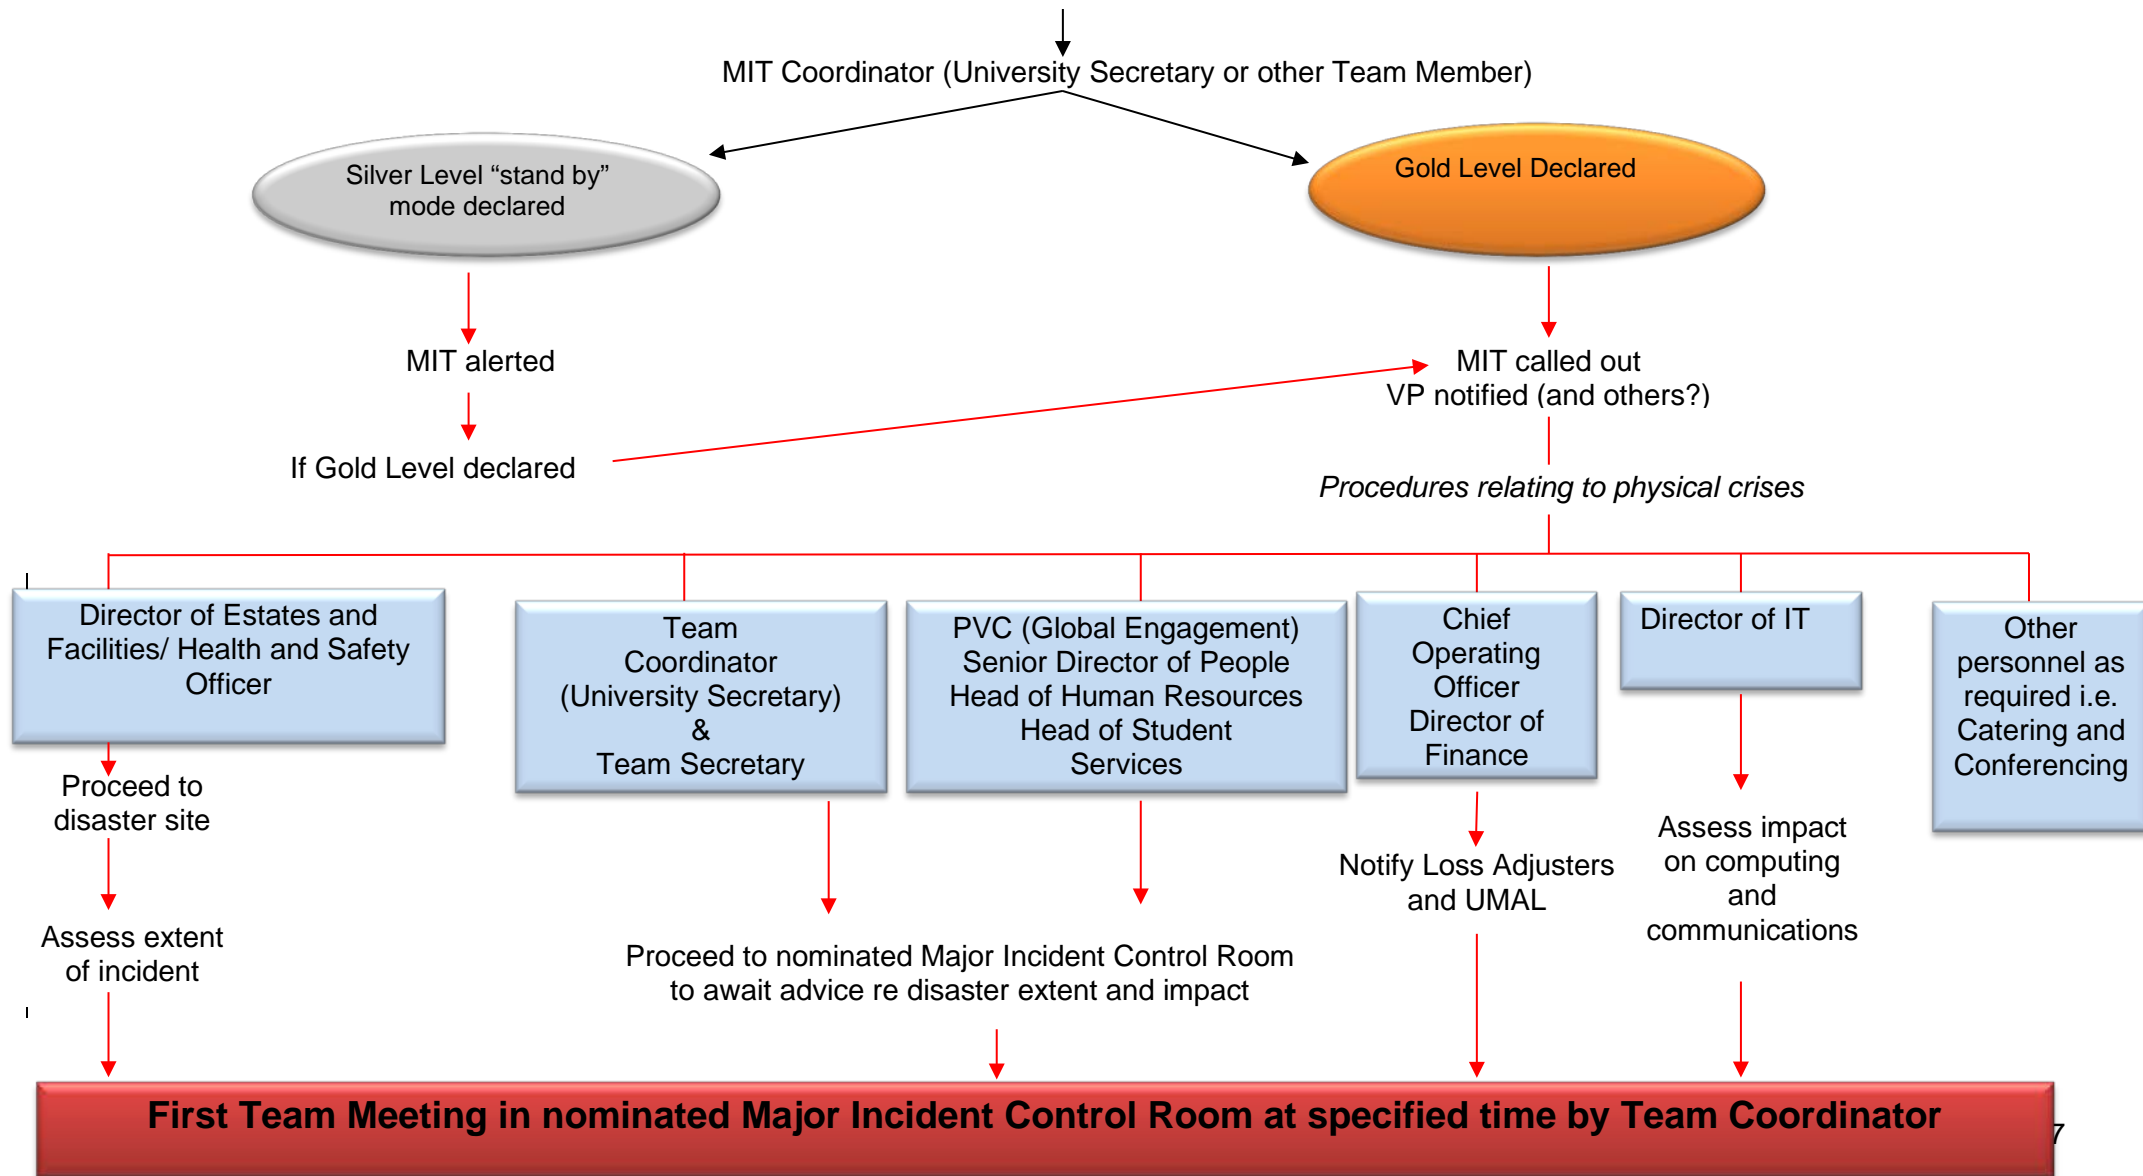 MIT Coordinator (University Secretary or other Team Member)
Silver Level “stand by”
mode declared
Gold Level Declared
MIT alerted
MIT called out
VP notified (and others?)
If Gold Level declared
Procedures relating to physical crises
Director of Estates and
Facilities/ Health and Safety
Officer
Team
Coordinator
(University Secretary)
&
Team Secretary
PVC (Global Engagement)
Senior Director of People
Head of Human Resources
Head of Student
Services
Chief
Operating
Officer
Director of
Finance
Director of IT
Other
personnel as
required i.e.
Catering and
Conferencing
Proceed to
disaster site
Assess extent
of incident
Proceed to nominated Major Incident Control Room
to await advice re disaster extent and impact
Notify Loss Adjusters
and UMAL
Assess impact
on computing
and
communications
First Team Meeting in nominated Major Incident Control Room at specified time by Team Coordinator
7